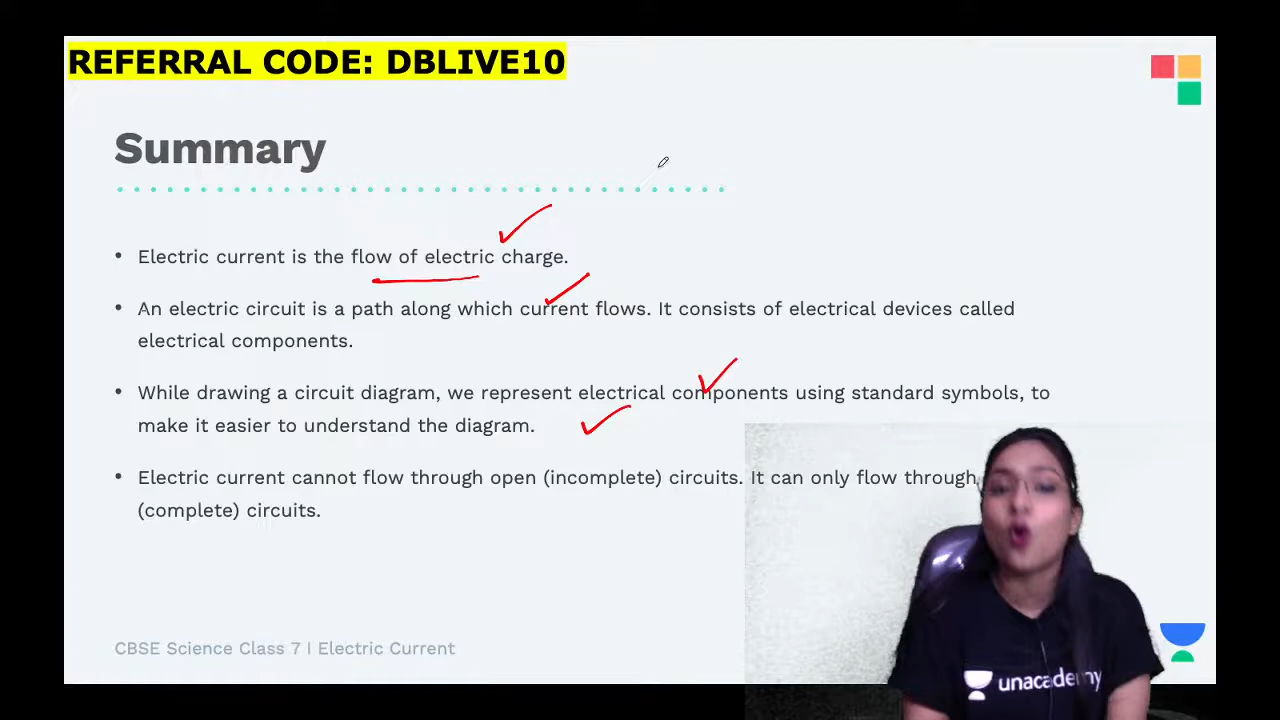 REFERRAL CODE: DBLIVE10
Summary
• Electric current is the flow of electric charge.
• An electric circuit is a path along which current flows. It consists of electrical devices called
electrical components.
• While drawing a circuit diagram, we represent electrical components using standard symbols, to
make it easier to understand the diagram.
• Electric current cannot flow through open (incomplete) circuits. It can only flow through
(complete) circuits.
CBSE Science Class 7 I Electric Current
unacademy